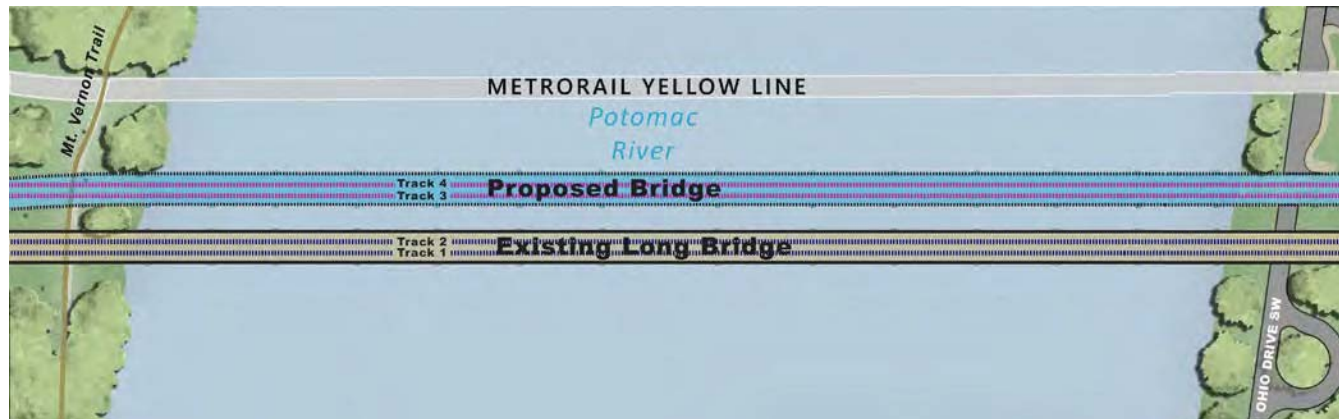 Mt. Vernon Trail
METRORAIL YELLOW LINE
Potomac
River
Track 4
Track 3
Proposed Bridge
Track 2
Track 1
Existing Long Bridge
OHIO DRIVE SW